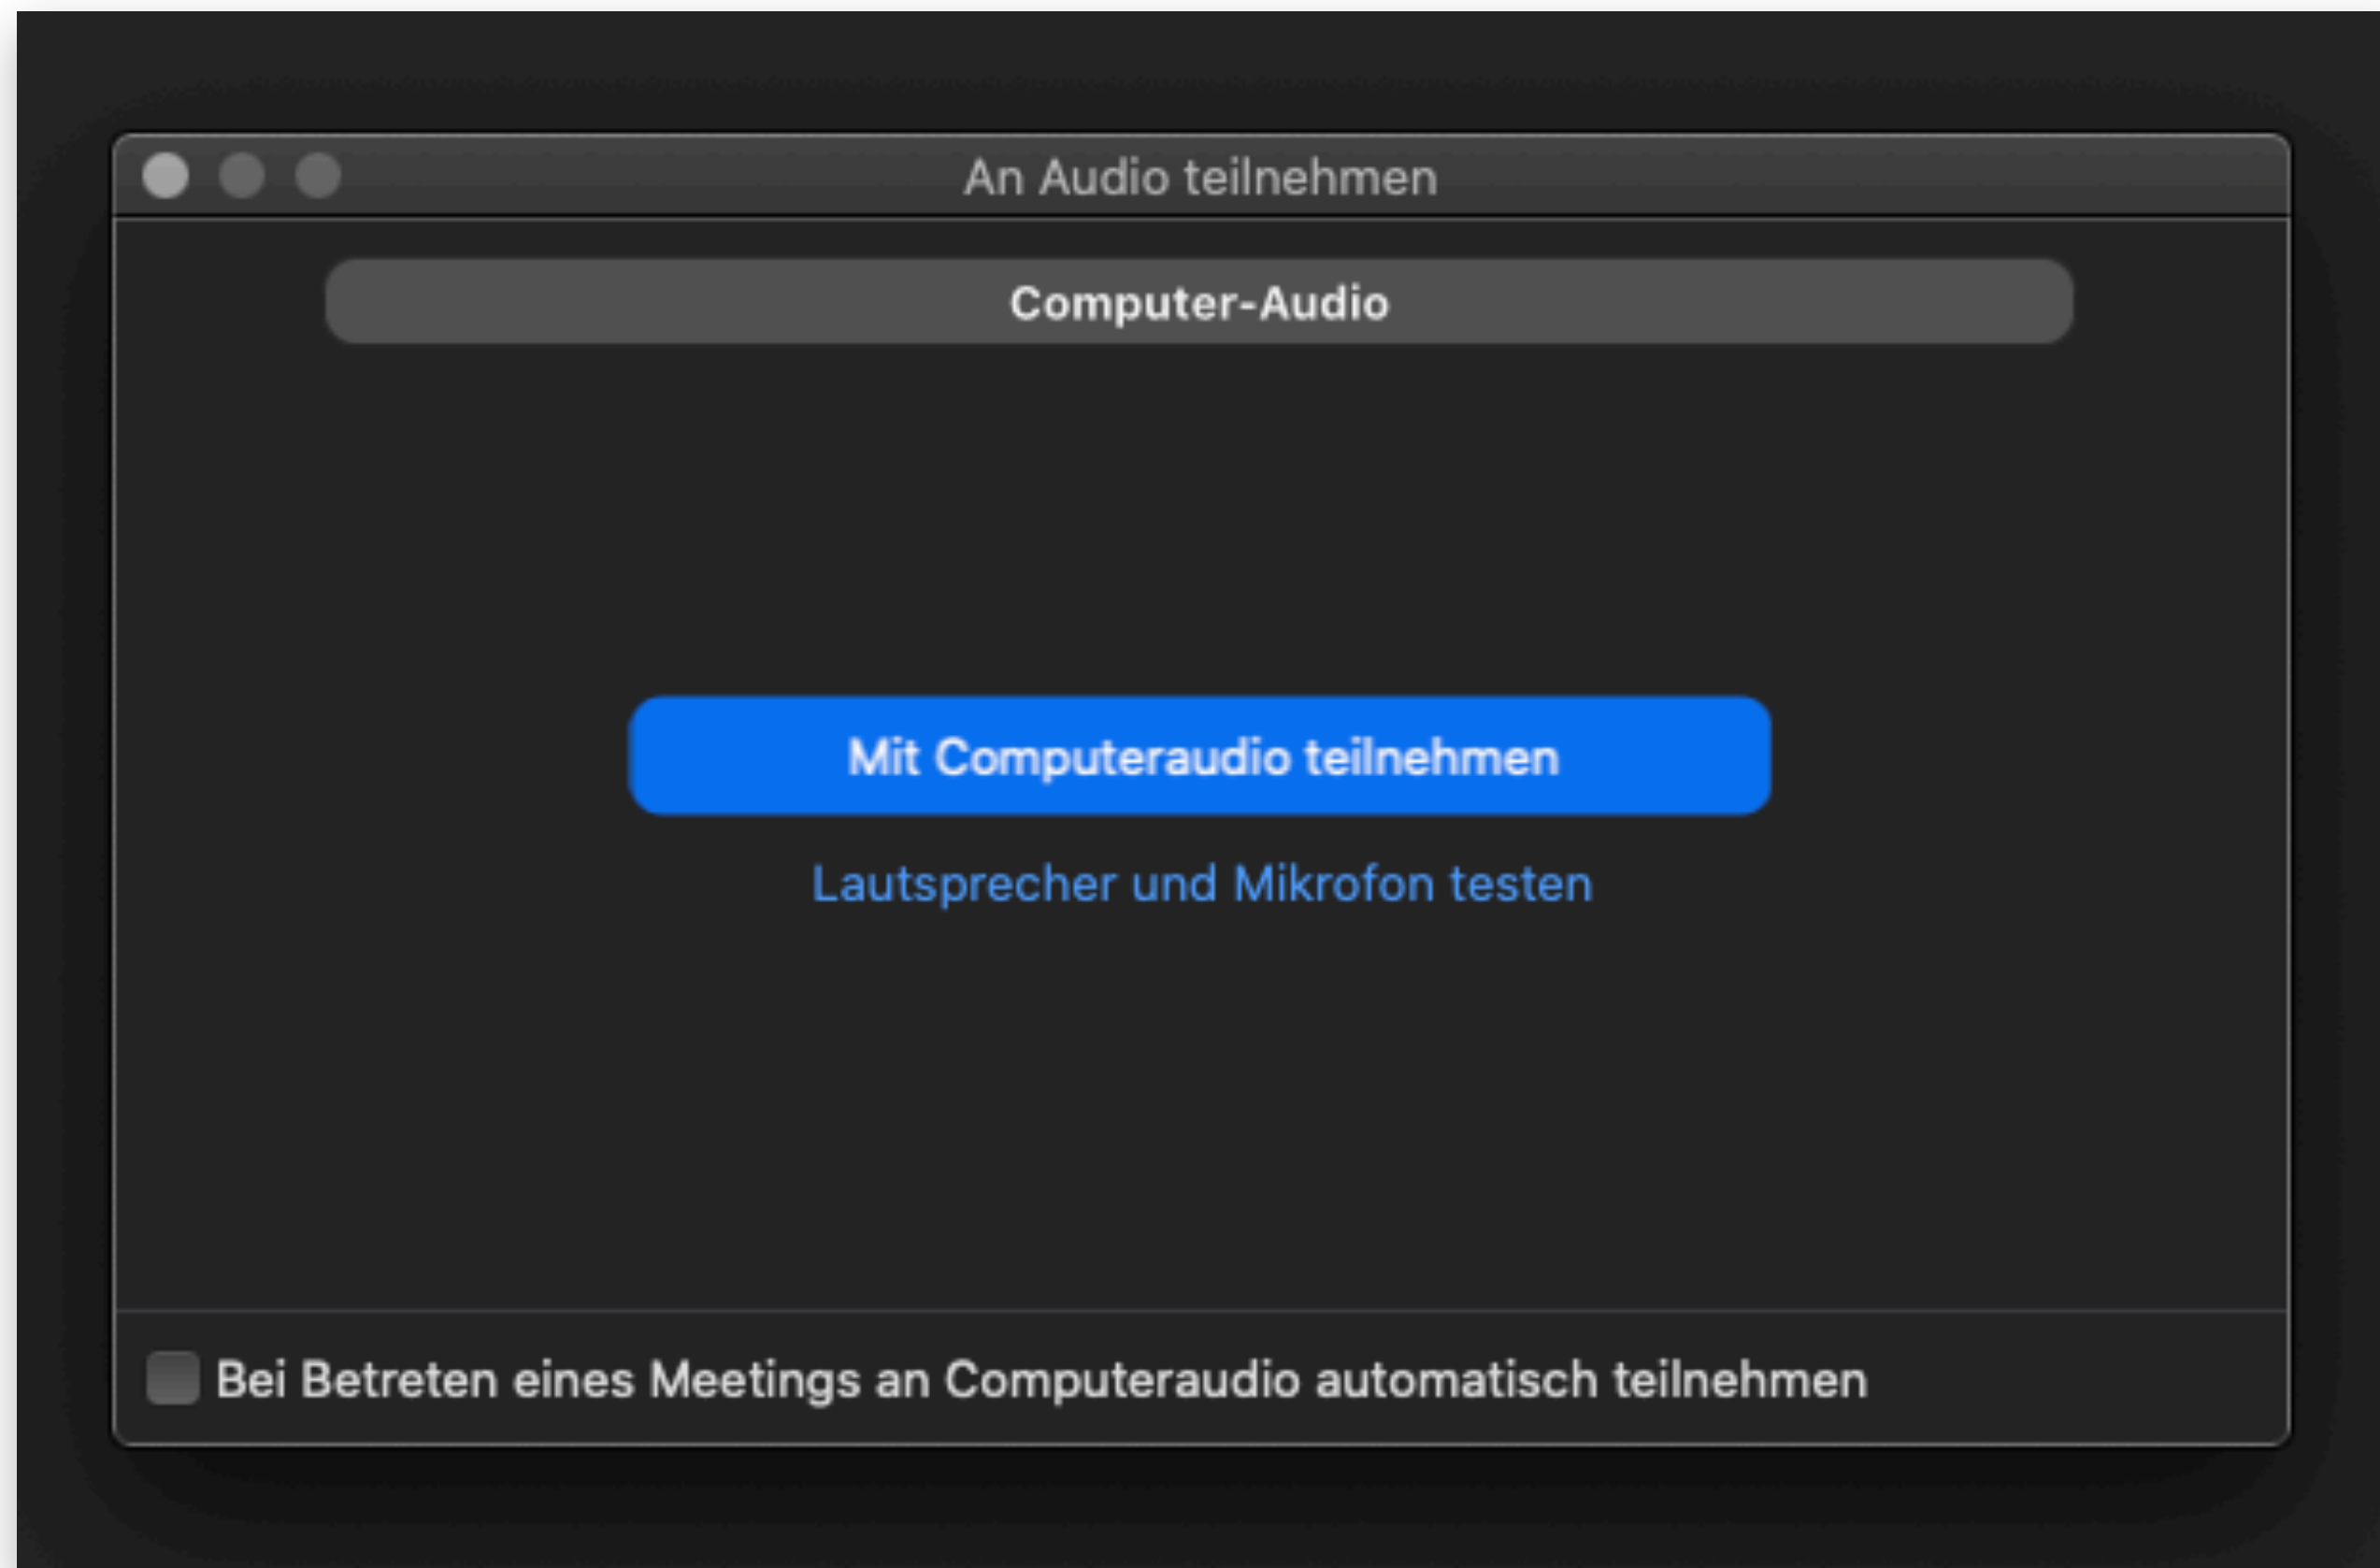 An Audio teilnehmen
Computer-Audio
Mit Computeraudio teilnehmen
Lautsprecher und Mikrofon testen
Bei Betreten eines Meetings an Computeraudio automatisch teilnehmen